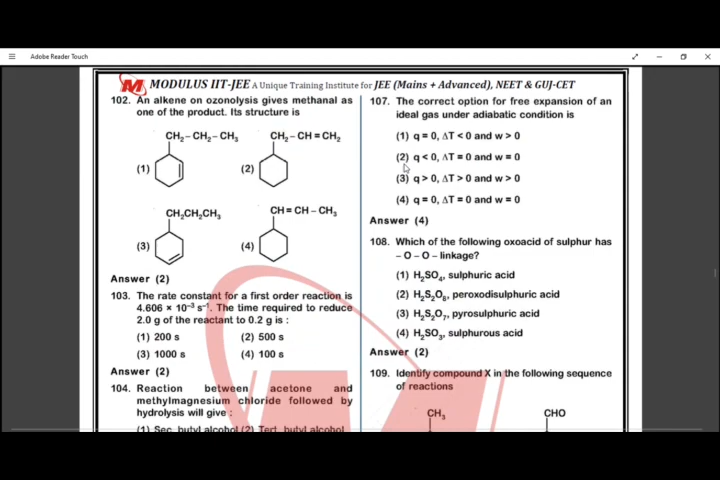 Adobe Reader Touch
M MODULUS IIT-JEE A Unique Training Institute for JEE (Mains + Advanced), NEET & GUJ-CET
102. An alkene on ozonolysis gives methanal as
one of the product. Its structure is
CH₂ – CH₂ – CH₃
CH₂ – CH = CH₂
(1)
(2)
CH₂CH₂CH₃
CH = CH – CH₃
(3)
(4)
Answer (2)
103. The rate constant for a first order reaction is
4.606 × 10⁻³ s⁻¹. The time required to reduce
2.0 g of the reactant to 0.2 g is :
(1) 200 s (2) 500 s
(3) 1000 s (4) 100 s
Answer (2)
104. Reaction between acetone and
methylmagnesium chloride followed by
hydrolysis will give :
(1) Sec. butyl alcohol (2) Tert. butyl alcohol
107. The correct option for free expansion of an
ideal gas under adiabatic condition is
(1) q = 0, ΔT < 0 and w > 0
(2) q < 0, ΔT = 0 and w = 0
(3) q > 0, ΔT > 0 and w > 0
(4) q = 0, ΔT = 0 and w = 0
Answer (4)
108. Which of the following oxoacid of sulphur has
– O – O – linkage?
(1) H₂SO₄, sulphuric acid
(2) H₂S₂O₈, peroxodisulphuric acid
(3) H₂S₂O₇, pyrosulphuric acid
(4) H₂SO₃, sulphurous acid
Answer (2)
109. Identify compound X in the following sequence
of reactions
CH₃ CHO